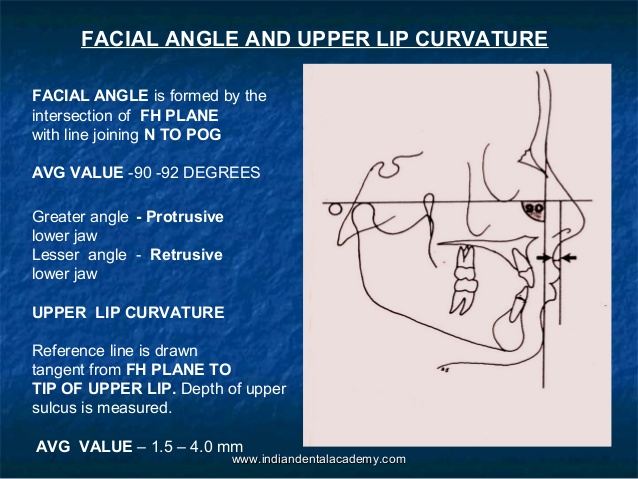 FACIAL ANGLE AND UPPER LIP CURVATURE
FACIAL ANGLE is formed by the
intersection of FH PLANE
with line joining N TO POG
AVG VALUE -90 -92 DEGREES
Greater angle - Protrusive
lower jaw
Lesser angle - Retrusive
lower jaw
UPPER LIP CURVATURE
Reference line is drawn
tangent from FH PLANE TO
TIP OF UPPER LIP. Depth of upper
sulcus is measured.
AVG VALUE – 1.5 – 4.0 mm
90
www.indiandentalacademy.com